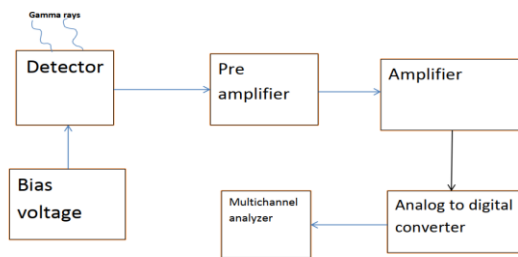 Gamma rays
Detector
Pre
amplifier
Amplifier
Bias
voltage
Multichannel
analyzer
Analog to digital
converter